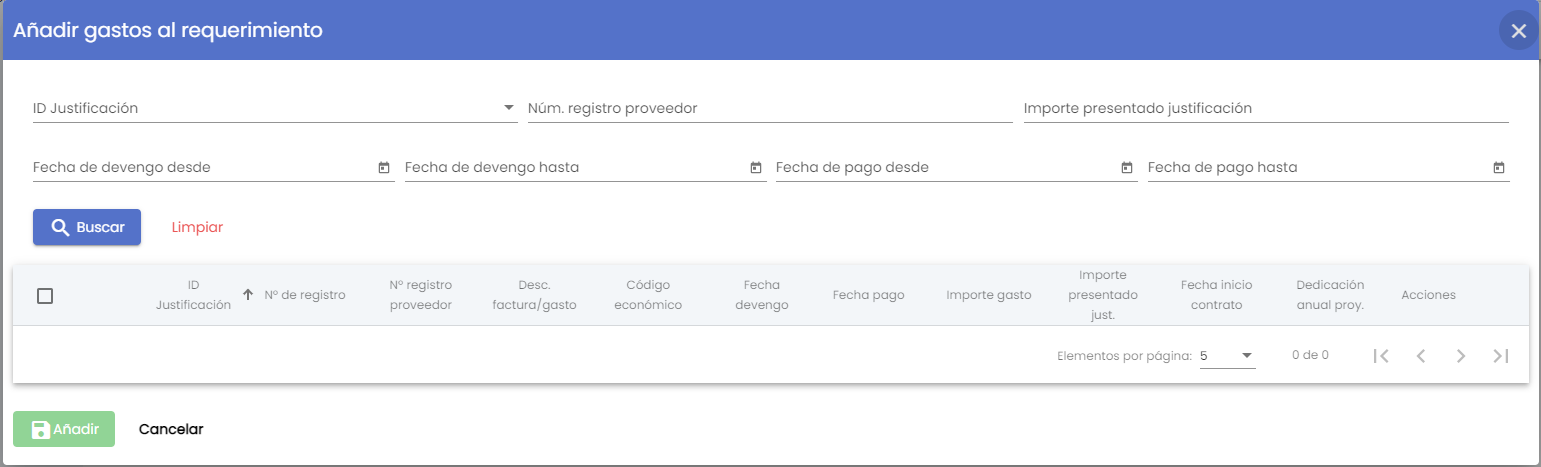 Añadir gastos al requerimiento
ID Justificación
Núm. registro proveedor
Importe presentado justificación
Fecha de devengo desde
Fecha de devengo hasta
Fecha de pago desde
Fecha de pago hasta
Buscar
Limpiar
ID
Justificación
Nº de registro
Nº registro
proveedor
Desc.
factura/gasto
Código
económico
Fecha
devengo
Fecha pago
Importe gasto
Importe
presentado
just.
Fecha inicio
contrato
Dedicación
anual proy.
Acciones
Elementos por página: 5
0 de 0
Añadir
Cancelar